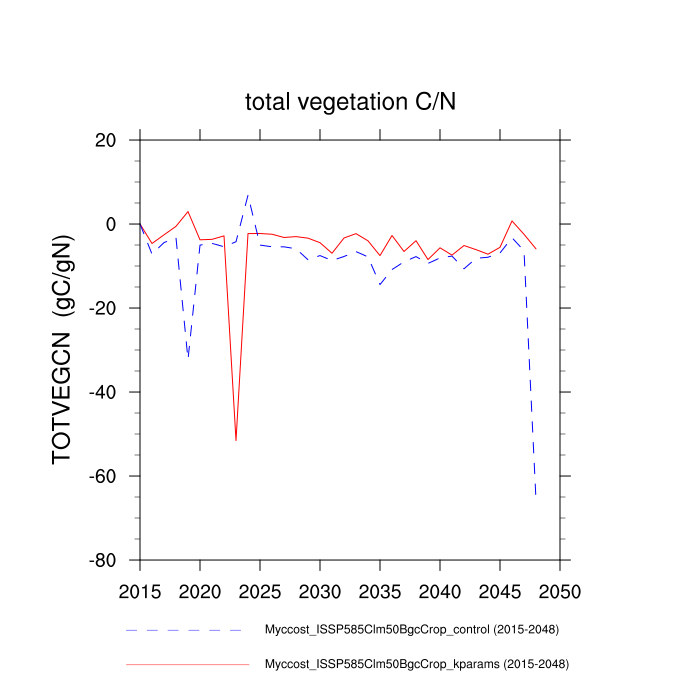 total vegetation C/N
TOTVEGCN (gC/gN)
20
0
-20
-40
-60
-80
2015 2020 2025 2030 2035 2040 2045 2050
Myccost_ISSP585Clm50BgcCrop_control (2015-2048)
Myccost_ISSP585Clm50BgcCrop_kparams (2015-2048)